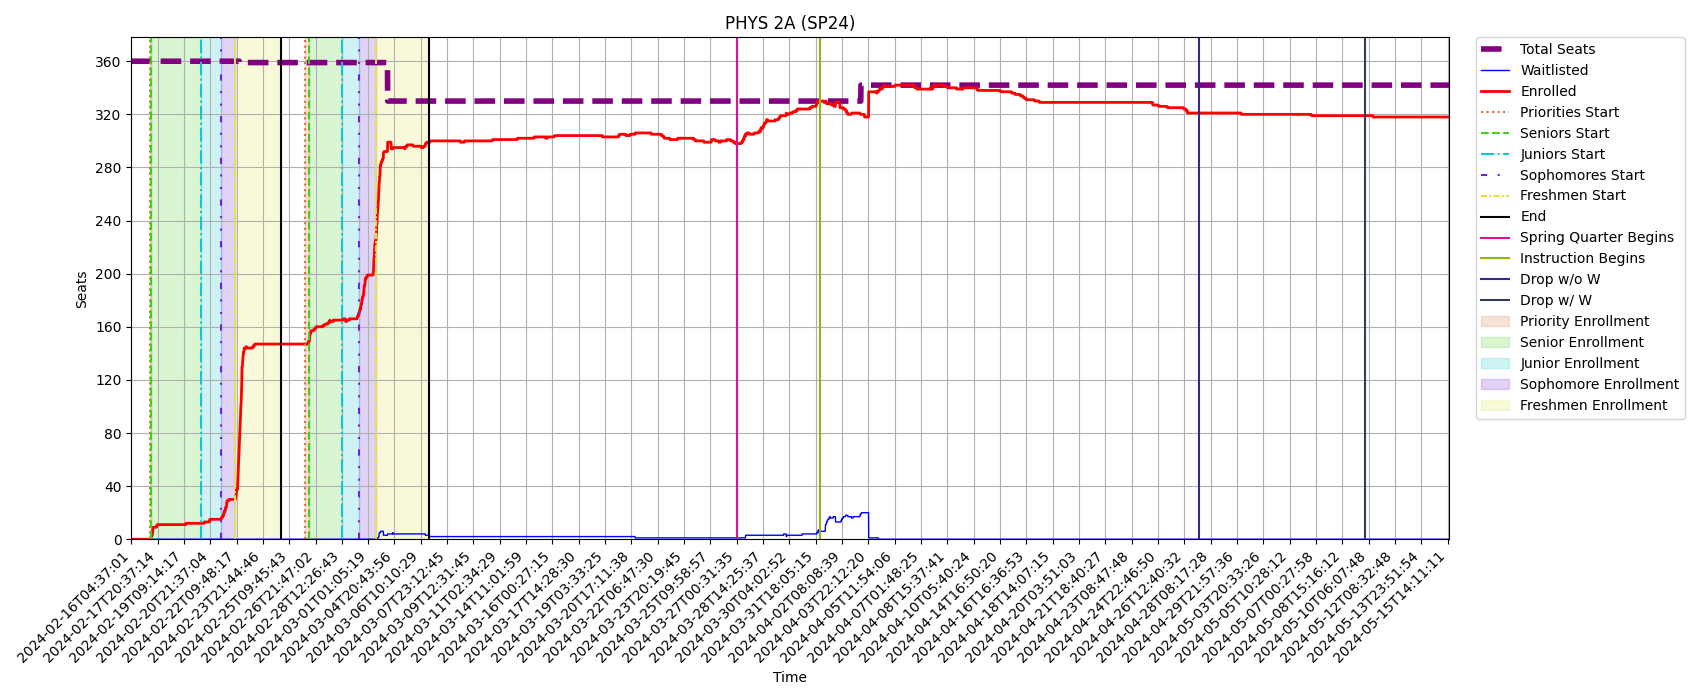 PHYS 2A (SP24)
Seats
360
320
280
240
200
160
120
80
40
0
2024-02-16T04:37:01
2024-02-17T20:37:14
2024-02-19T09:14:17
2024-02-20T21:37:04
2024-02-22T09:48:17
2024-02-23T21:44:46
2024-02-25T09:45:43
2024-02-26T21:47:02
2024-02-28T12:26:43
2024-03-01T01:05:19
2024-03-04T20:43:56
2024-03-06T10:10:29
2024-03-07T23:12:45
2024-03-09T12:31:45
2024-03-11T02:34:29
2024-03-14T11:01:59
2024-03-16T00:27:15
2024-03-17T14:28:30
2024-03-19T03:33:25
2024-03-20T17:11:38
2024-03-22T06:47:30
2024-03-23T20:19:45
2024-03-25T09:58:57
2024-03-27T00:31:35
2024-03-28T14:25:37
2024-03-30T04:02:52
2024-03-31T18:05:15
2024-04-02T08:08:39
2024-04-03T22:12:20
2024-04-05T11:54:06
2024-04-07T01:48:25
2024-04-08T15:37:41
2024-04-10T05:40:24
2024-04-14T16:50:20
2024-04-16T16:36:53
2024-04-18T14:07:15
2024-04-20T03:51:03
2024-04-21T18:40:27
2024-04-23T08:47:48
2024-04-24T22:46:50
2024-04-26T12:40:32
2024-04-28T08:17:28
2024-04-29T21:57:36
2024-05-03T20:33:26
2024-05-05T10:28:12
2024-05-07T00:27:58
2024-05-08T15:16:12
2024-05-10T06:07:48
2024-05-12T08:32:48
2024-05-13T23:51:54
2024-05-15T14:11:11
Time
Total Seats
Waitlisted
Enrolled
Priorities Start
Seniors Start
Juniors Start
Sophomores Start
Freshmen Start
End
Spring Quarter Begins
Instruction Begins
Drop w/o W
Drop w/ W
Priority Enrollment
Senior Enrollment
Junior Enrollment
Sophomore Enrollment
Freshmen Enrollment